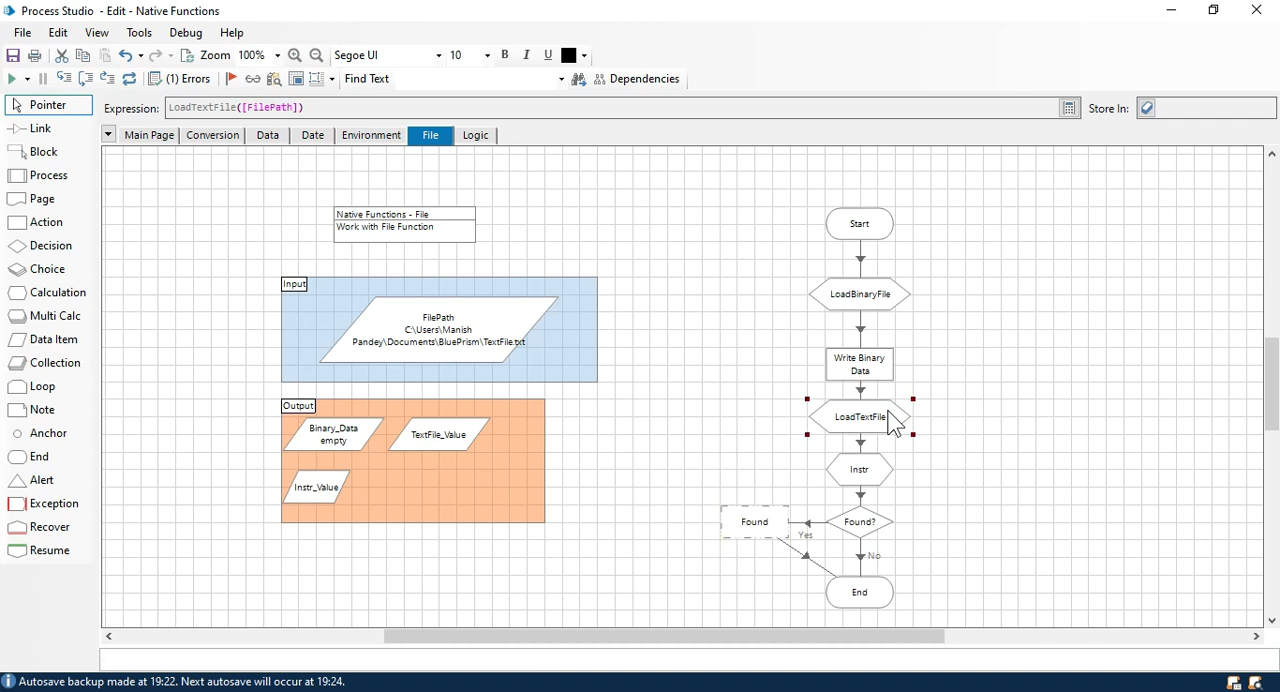 Process Studio - Edit - Native Functions
File Edit View Tools Debug Help
Zoom 100% Segoe UI 10 B I U
(1) Errors Find Text Dependencies
Pointer
Link
Block
Process
Page
Action
Decision
Choice
Calculation
Multi Calc
Data Item
Collection
Loop
Note
Anchor
End
Alert
Exception
Recover
Resume
Expression: LoadTextFile([FilePath]) Store In:
Main Page Conversion Data Date Environment File Logic
Native Functions - File
Work with File Function
Input
FilePath
C:\Users\Manish
Pandey\Documents\BluePrism\TextFile.txt
Output
Binary_Data
empty
TextFile_Value
Instr_Value
Start
LoadBinaryFile
Write Binary
Data
LoadTextFile
Instr
Found?
Yes
No
Found
End
Autosave backup made at 19:22. Next autosave will occur at 19:24.